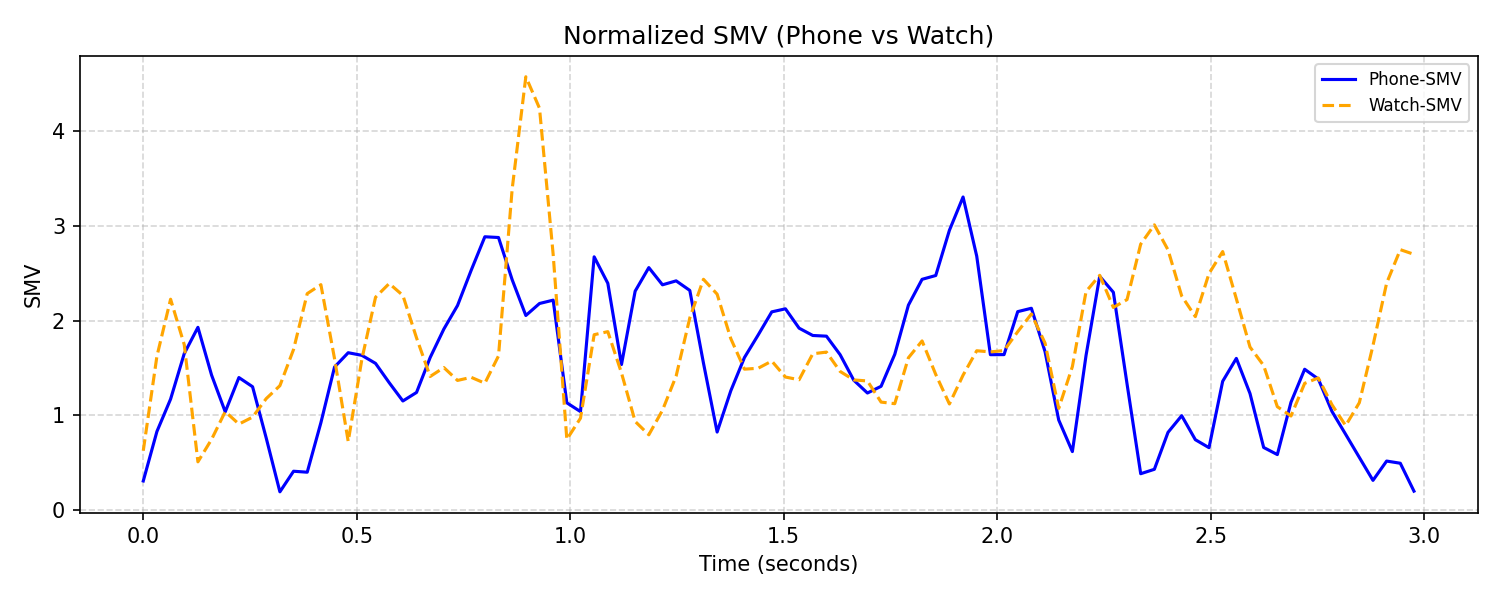 Normalized SMV (Phone vs Watch)
Phone-SMV
Watch-SMV
SMV
4
3
2
1
0
0.0 0.5 1.0 1.5 2.0 2.5 3.0
Time (seconds)